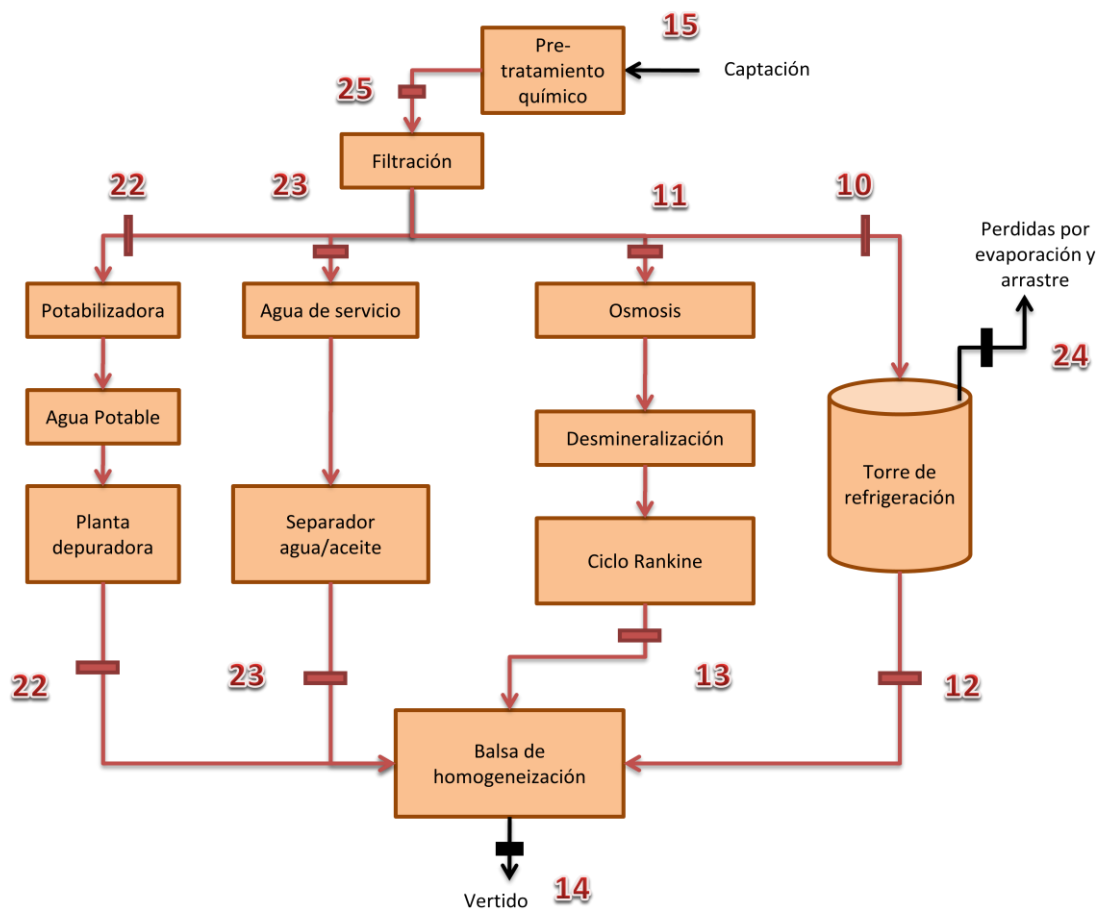 15
Pre-
tratamiento
químico
Captación
25
Filtración
22
23
11
10
Perdidas por
evaporación y
arrastre
24
Potabilizadora
Agua de servicio
Osmosis
Agua Potable
Desmineralización
Torre de
refrigeración
Planta
depuradora
Separador
agua/aceite
Ciclo Rankine
22
23
13
12
Balsa de
homogeneización
Vertido
14